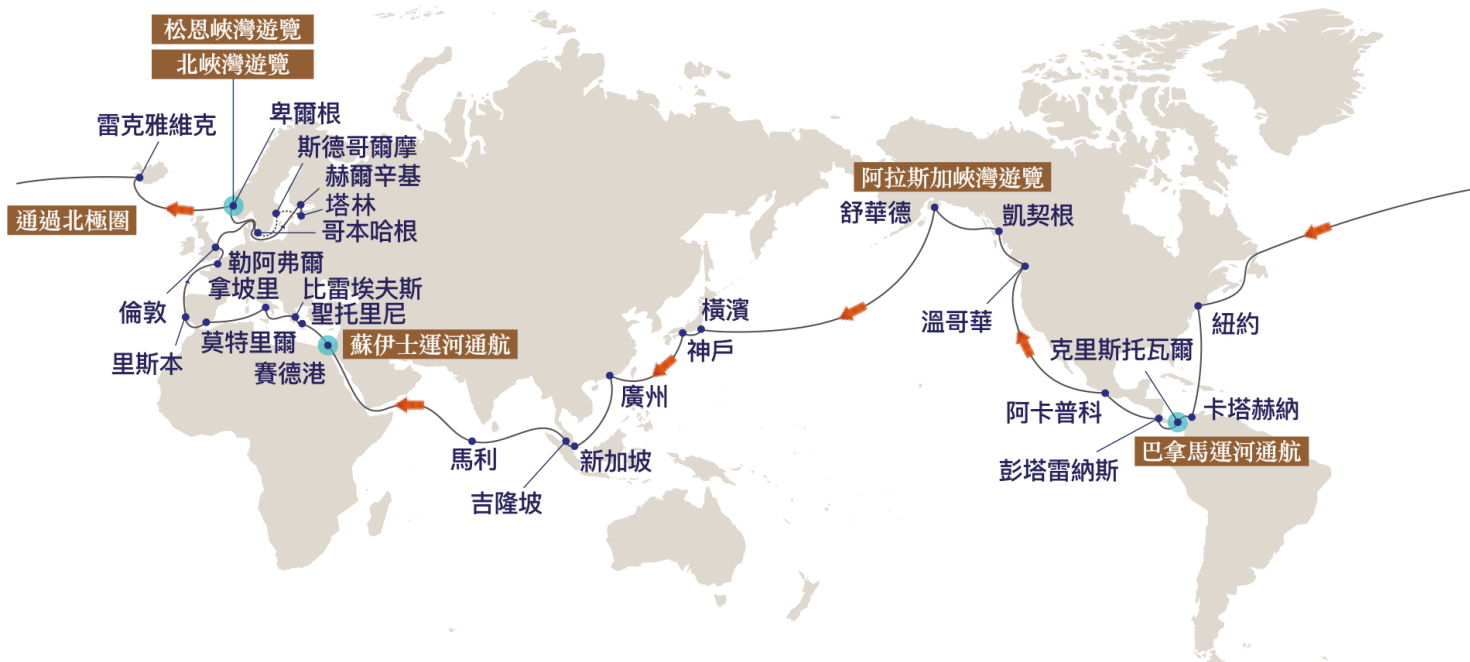 松恩峽灣遊覽
北峽灣遊覽
卑爾根
雷克雅維克
斯德哥爾摩
赫爾辛基
塔林
哥本哈根
通過北極圈
勒阿弗爾
拿坡里
比雷埃夫斯
倫敦
聖托里尼
莫特里爾
蘇伊士運河通航
里斯本
賽德港
阿拉斯加峽灣遊覽
舒華德
凱契根
橫濱
溫哥華
紐約
神戶
克里斯托瓦爾
廣州
阿卡普科
卡塔赫納
馬利
新加坡
巴拿馬運河通航
彭塔雷納斯
吉隆坡